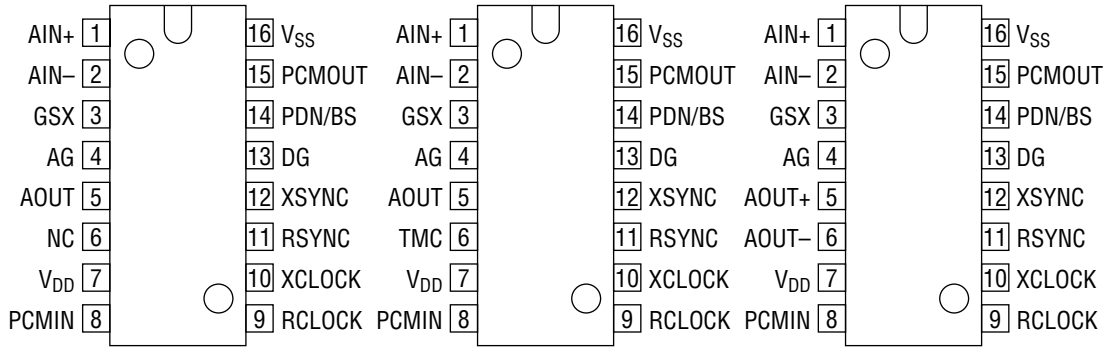 AIN+ 1 16 VSS AIN+ 1 16 VSS AIN+ 1 16 VSS
AIN– 2 15 PCMOUT AIN– 2 15 PCMOUT AIN– 2 15 PCMOUT
GSX 3 14 PDN/BS GSX 3 14 PDN/BS GSX 3 14 PDN/BS
AG 4 13 DG AG 4 13 DG AG 4 13 DG
AOUT 5 12 XSYNC AOUT 5 12 XSYNC AOUT+ 5 12 XSYNC
NC 6 11 RSYNC TMC 6 11 RSYNC AOUT– 6 11 RSYNC
VDD 7 10 XCLOCK VDD 7 10 XCLOCK VDD 7 10 XCLOCK
PCMIN 8 9 RCLOCK PCMIN 8 9 RCLOCK PCMIN 8 9 RCLOCK